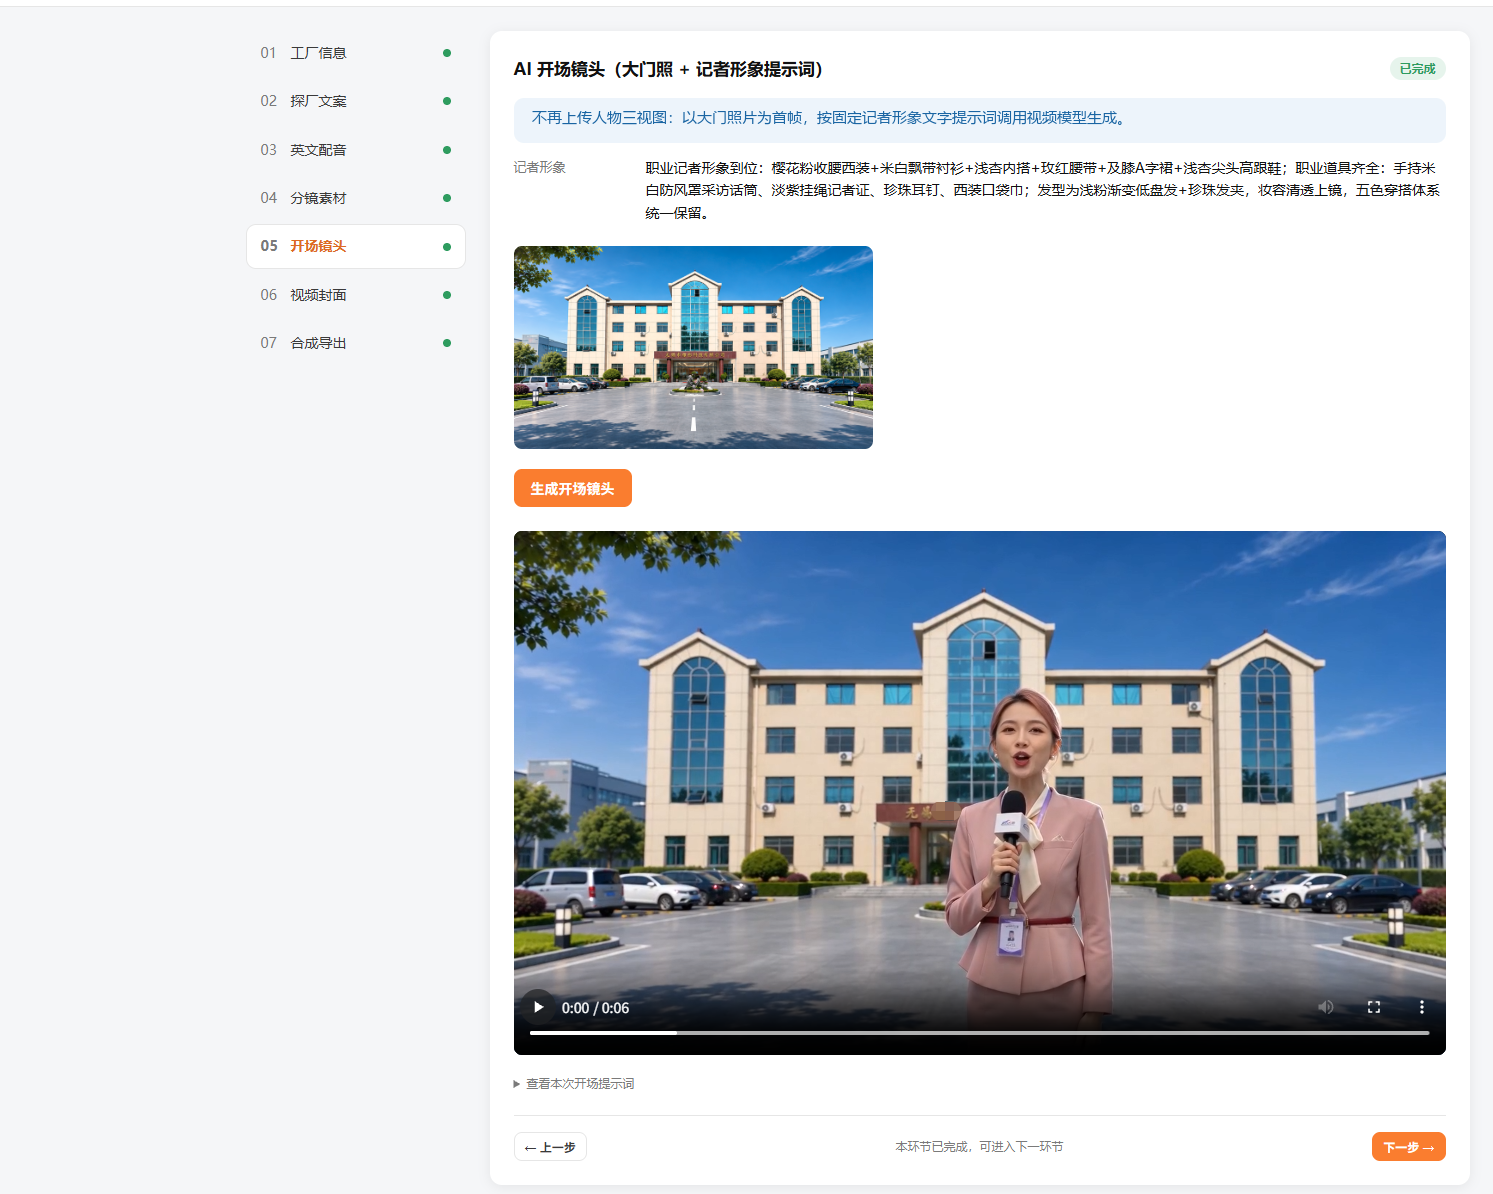 01 工厂信息
02 探厂文案
03 英文配音
04 分镜素材
05 开场镜头
06 视频封面
07 合成导出
AI 开场镜头（大门照 + 记者形象提示词）
已完成
不再上传人物三视图：以大门照片为首帧，按固定记者形象文字提示词调用视频模型生成。
记者形象
职业记者形象到位：樱花粉收腰西装+米白飘带衬衫+浅杏内搭+玫红腰带+及膝A字裙+浅杏尖头高跟鞋；职业道具齐全：手持米
白防风罩采访话筒、淡紫挂绳记者证、珍珠耳钉、西装口袋巾；发型为浅粉渐变低盘发+珍珠发夹，妆容清透上镜，五色穿搭体系
统一保留。
生成开场镜头
无锡
0:00 / 0:06
▶ 查看本次开场提示词
← 上一步
本环节已完成，可进入下一环节
下一步 →